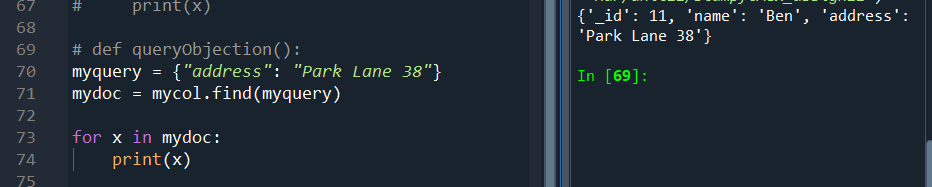 67 #     print(x)
68
69 # def queryObjection():
70 myquery = {"address": "Park Lane 38"}
71 mydoc = mycol.find(myquery)
72
73 for x in mydoc:
74     print(x)
75
{'_id': 11, 'name': 'Ben', 'address':
'Park Lane 38'}
In [69]: